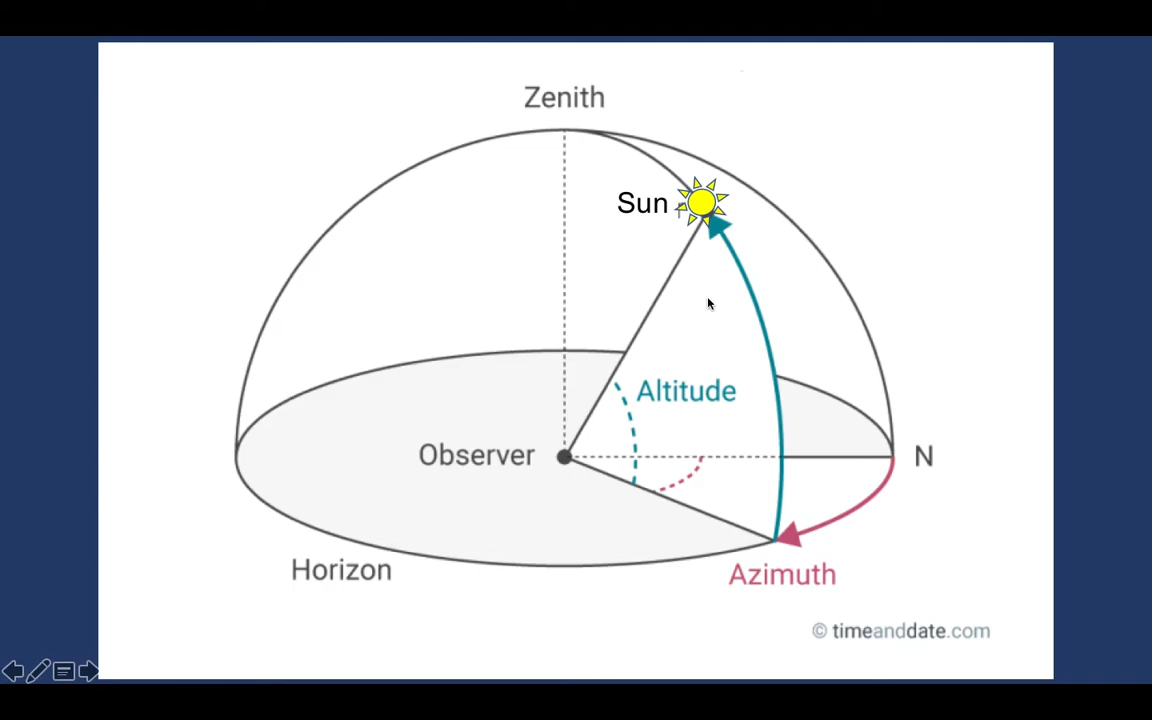 Zenith
Sun
Altitude
Observer
N
Horizon
Azimuth
© timeanddate.com